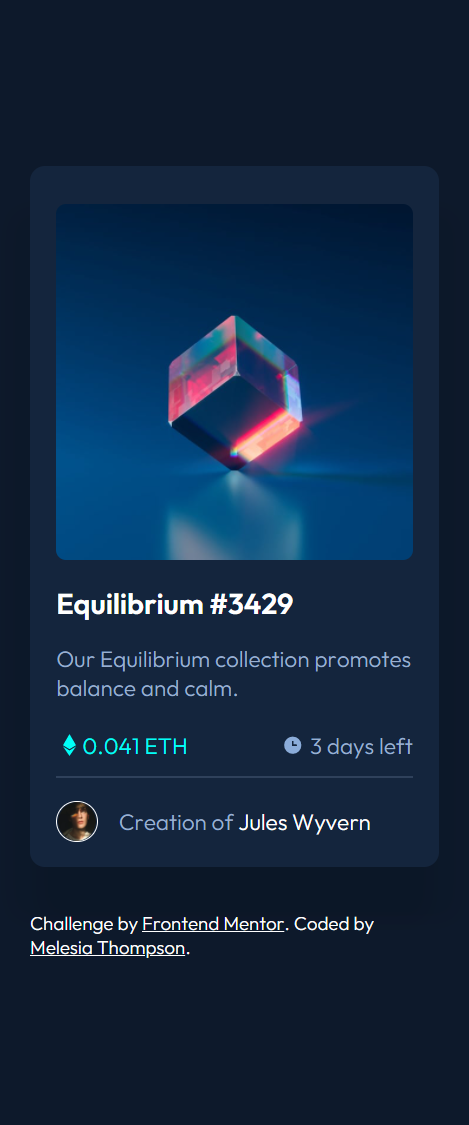 Equilibrium #3429
Our Equilibrium collection promotes
balance and calm.
0.041 ETH
3 days left
Creation of Jules Wyvern
Challenge by Frontend Mentor. Coded by
Melesia Thompson.